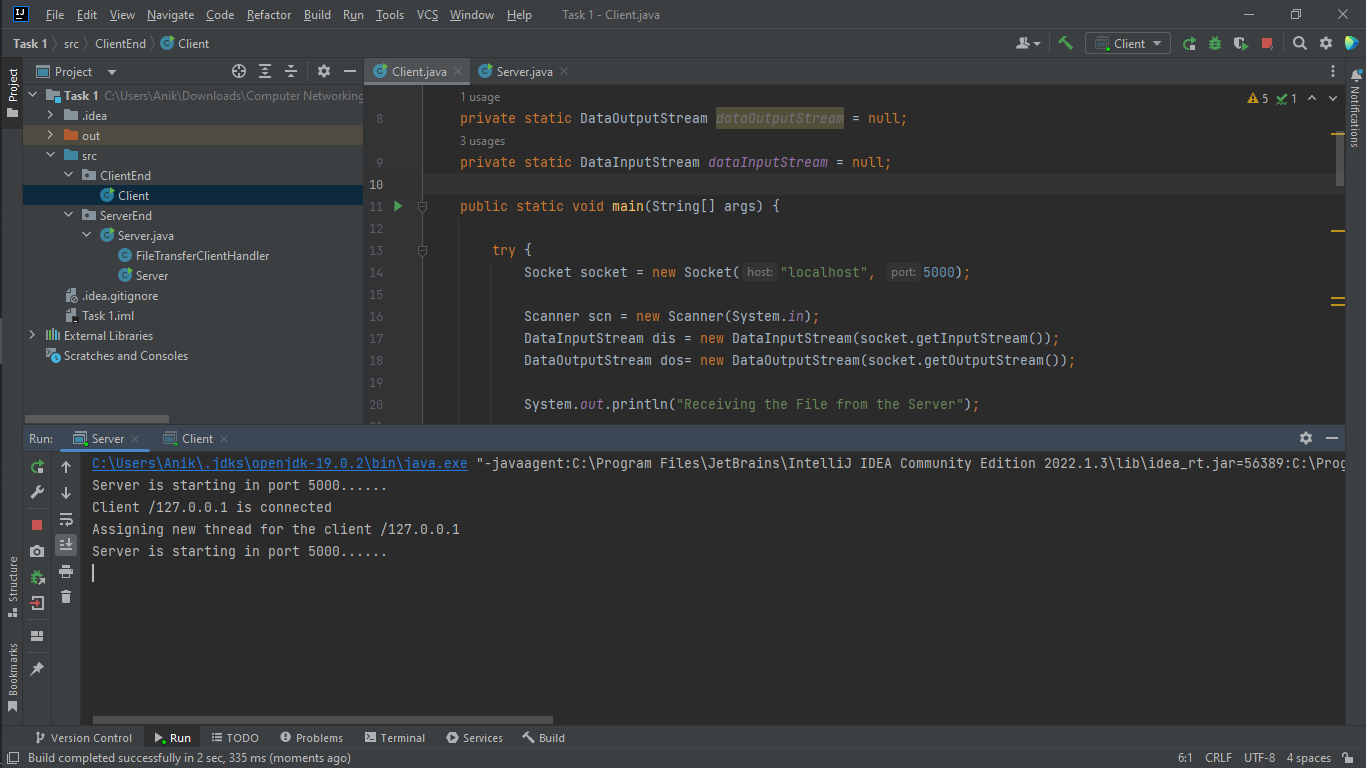 File Edit View Navigate Code Refactor Build Run Tools VCS Window Help Task 1 - Client.java
Task 1 src ClientEnd Client Client
Project Client.java Server.java
Task 1 C:\Users\Anik\Downloads\Computer Networking
.idea
out
src
ClientEnd
Client
ServerEnd
Server.java
FileTransferClientHandler
Server
.idea.gitignore
Task 1.iml
External Libraries
Scratches and Consoles
1 usage 5 1
8 private static DataOutputStream dataOutputStream = null;
3 usages
9 private static DataInputStream dataInputStream = null;
10
11 public static void main(String[] args) {
12
13 try {
14 Socket socket = new Socket( host: "localhost", port: 5000);
15
16 Scanner scn = new Scanner(System.in);
17 DataInputStream dis = new DataInputStream(socket.getInputStream());
18 DataOutputStream dos= new DataOutputStream(socket.getOutputStream());
19
20 System.out.println("Receiving the File from the Server");
Project
Notifications
Structure
Bookmarks
Run: Server Client
C:\Users\Anik\.jdks\openjdk-19.0.2\bin\java.exe "-javaagent:C:\Program Files\JetBrains\IntelliJ IDEA Community Edition 2022.1.3\lib\idea_rt.jar=56389:C:\Prog
Server is starting in port 5000......
Client /127.0.0.1 is connected
Assigning new thread for the client /127.0.0.1
Server is starting in port 5000......
Version Control Run TODO Problems Terminal Services Build
Build completed successfully in 2 sec, 335 ms (moments ago) 6:1 CRLF UTF-8 4 spaces